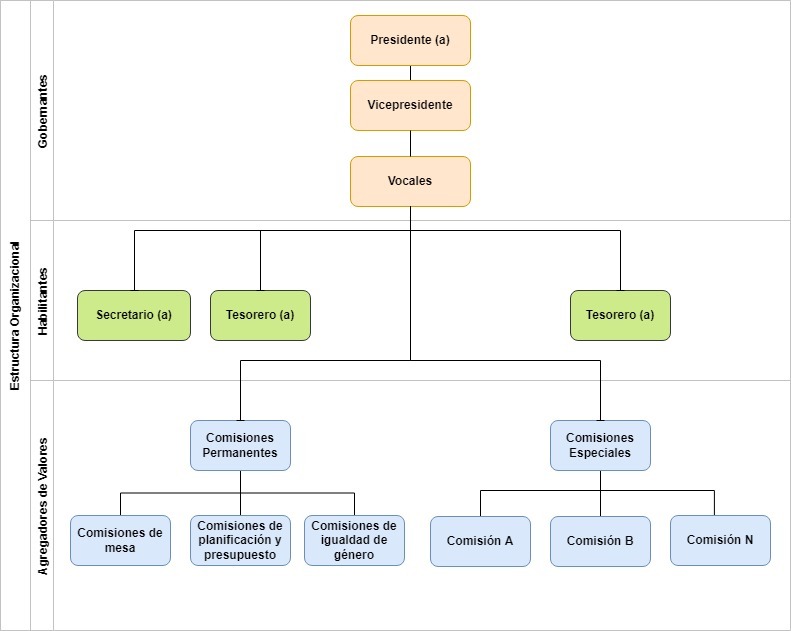 Estructura Organizacional
Gobernantes
Presidente (a)
Vicepresidente
Vocales
Habilitantes
Secretario (a)
Tesorero (a)
Tesorero (a)
Agregadores de Valores
Comisiones
Permanentes
Comisiones
Especiales
Comisiones de
mesa
Comisiones de
planificación y
presupuesto
Comisiones de
igualdad de
género
Comisión A
Comisión B
Comisión N